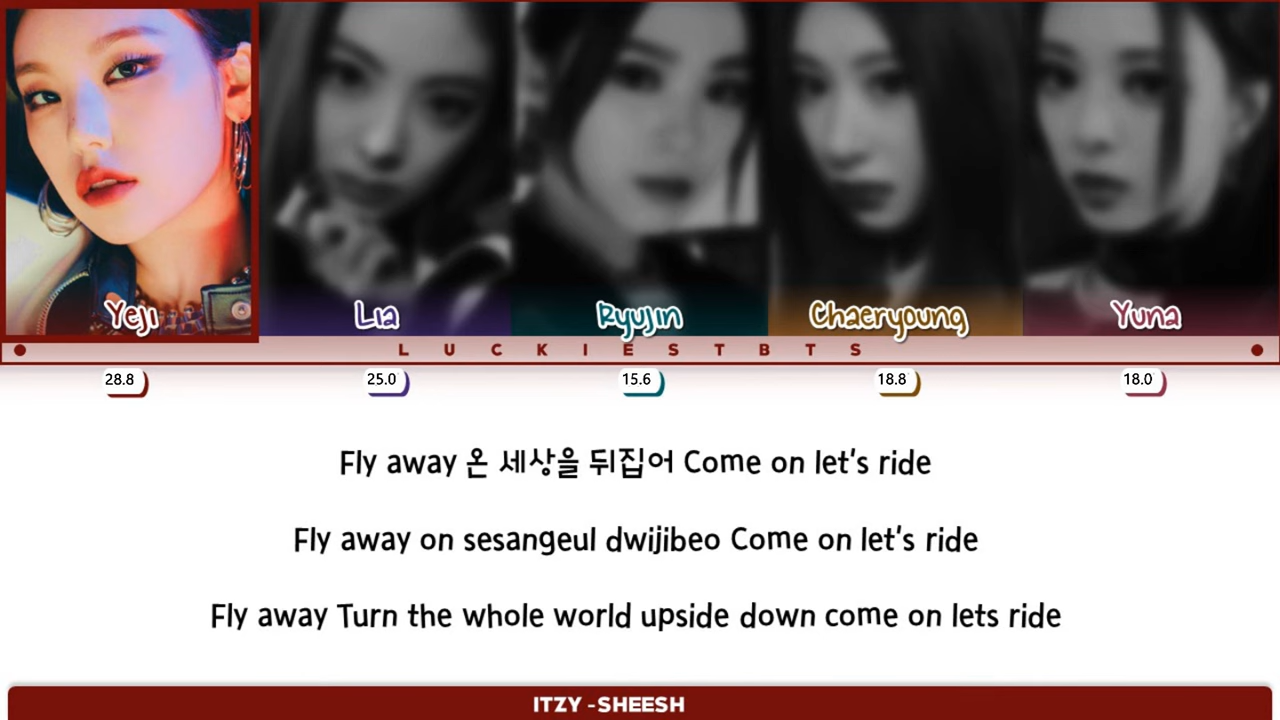 Yeji Lia Ryujin Chaeryoung Yuna
LUCKIESTBTS
28.8 25.0 15.6 18.8 18.0
Fly away 온 세상을 뒤집어 Come on let's ride
Fly away on sesangeul dwijibeo Come on let's ride
Fly away Turn the whole world upside down come on lets ride
ITZY -SHEESH